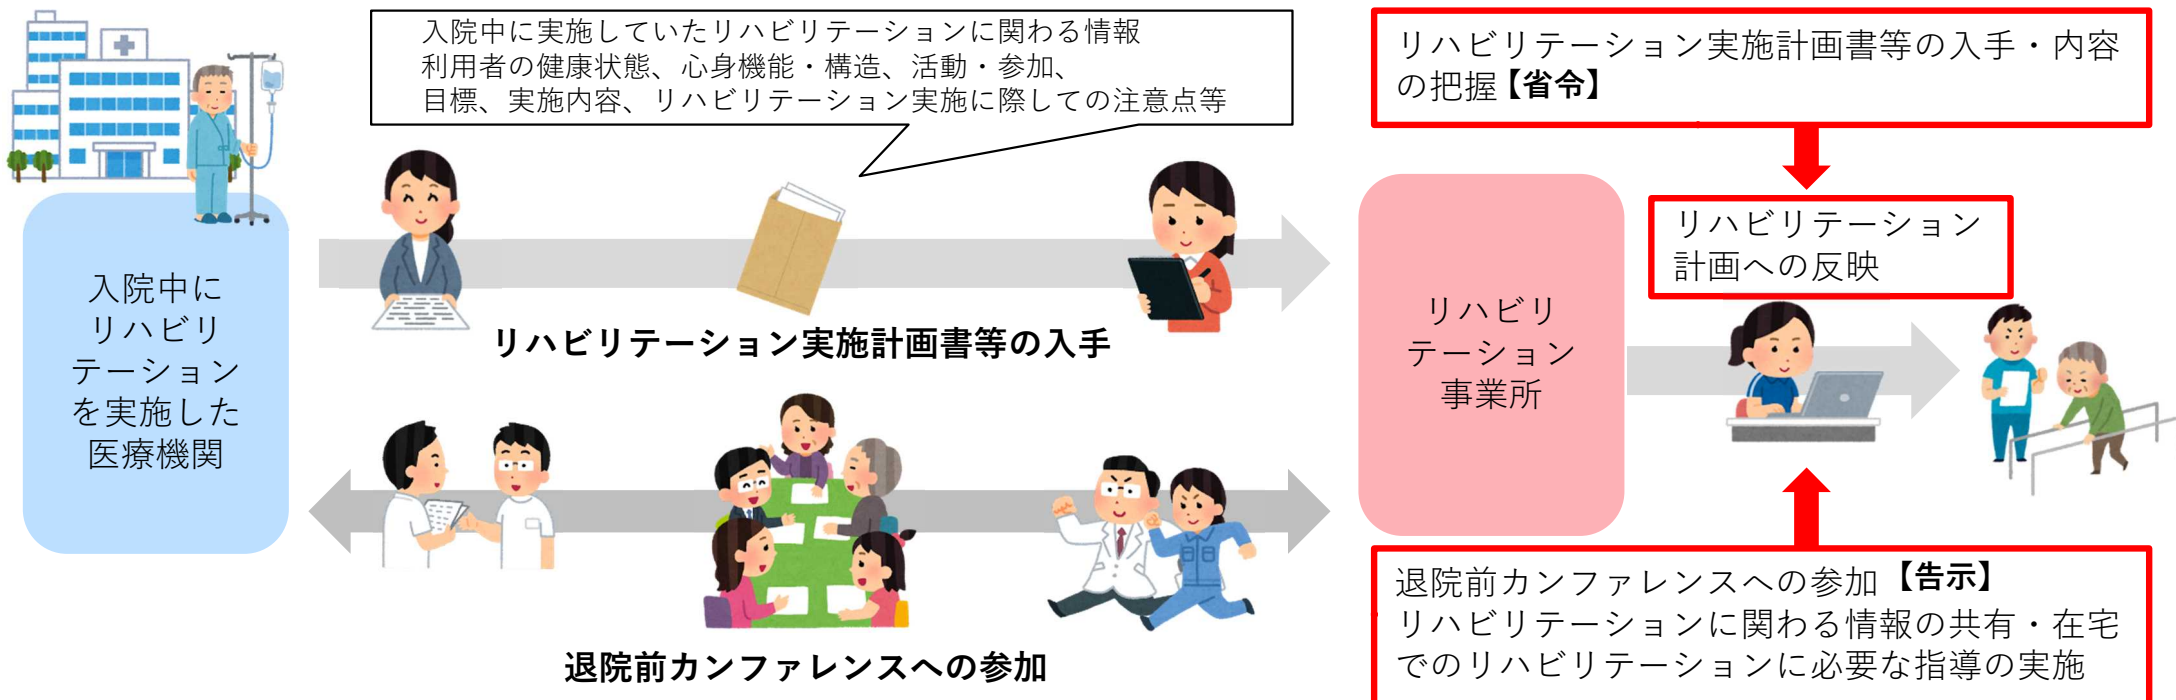 入院中に実施していたリハビリテーションに関わる情報
利用者の健康状態、心身機能・構造、活動・参加、
目標、実施内容、リハビリテーション実施に際しての注意点等
リハビリテーション実施計画書等の入手・内容
の把握【省令】
入院中に
リハビリ
テーション
を実施した
医療機関
リハビリテーション実施計画書等の入手
リハビリ
テーション
事業所
リハビリテーション
計画への反映
退院前カンファレンスへの参加
退院前カンファレンスへの参加【告示】
リハビリテーションに関わる情報の共有・在宅
でのリハビリテーションに必要な指導の実施